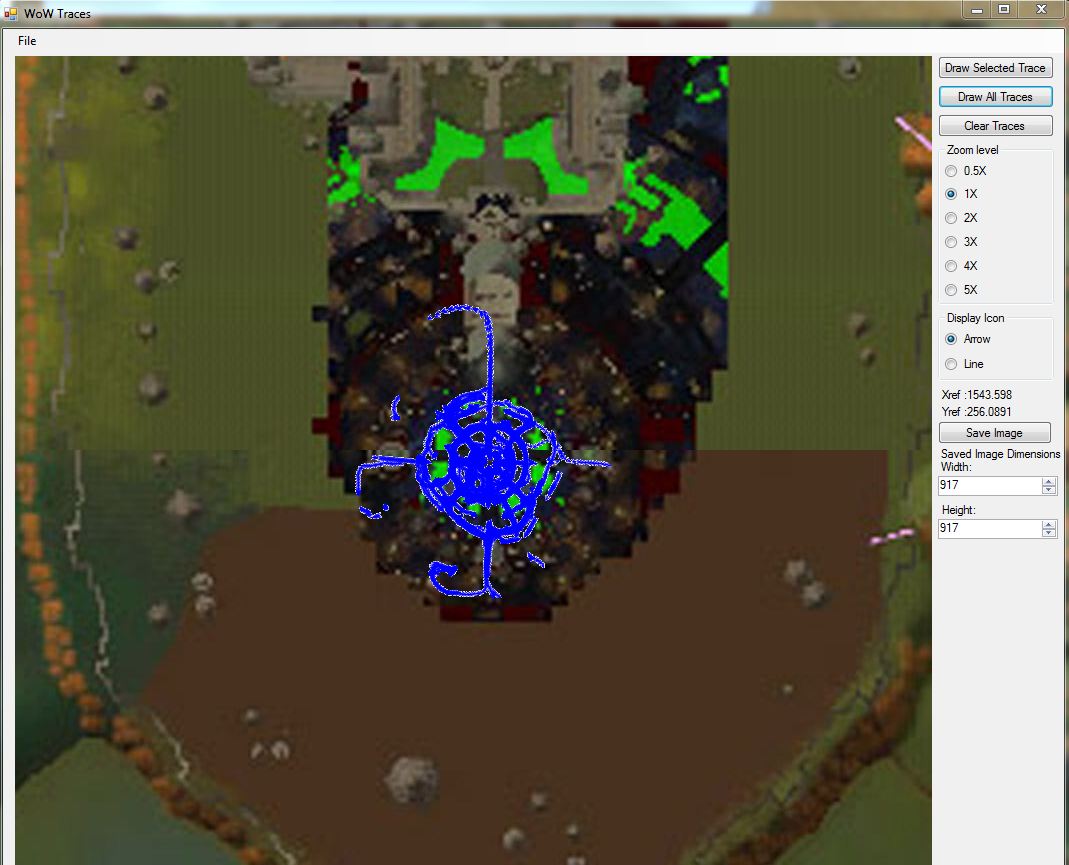 WoW Traces
File
Draw Selected Trace
Draw All Traces
Clear Traces
Zoom level
0.5X
1X
2X
3X
4X
5X
Display Icon
Arrow
Line
Xref :1543.598
Yref :256.0891
Save Image
Saved Image Dimensions
Width:
917
Height:
917